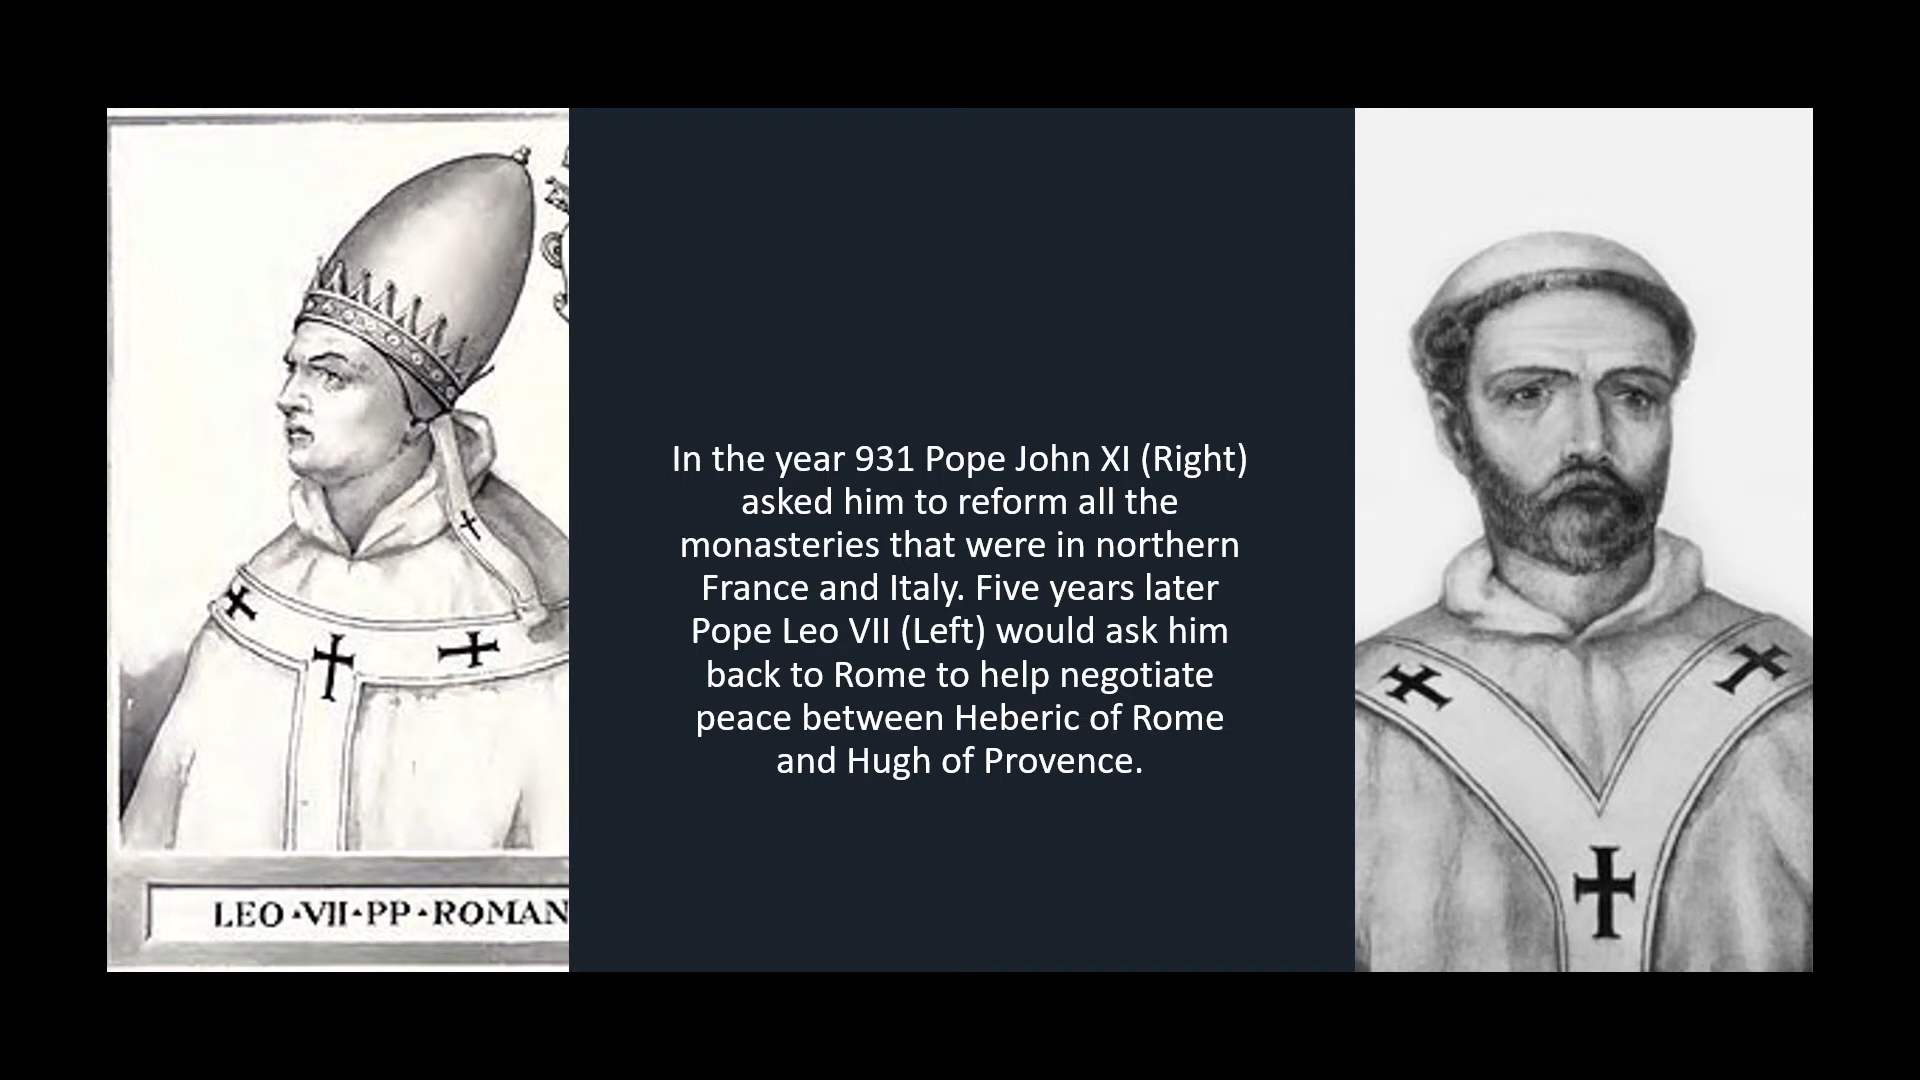 In the year 931 Pope John XI (Right)
asked him to reform all the
monasteries that were in northern
France and Italy. Five years later
Pope Leo VII (Left) would ask him
back to Rome to help negotiate
peace between Heberic of Rome
and Hugh of Provence.
LEO·VII·PP·ROMAN